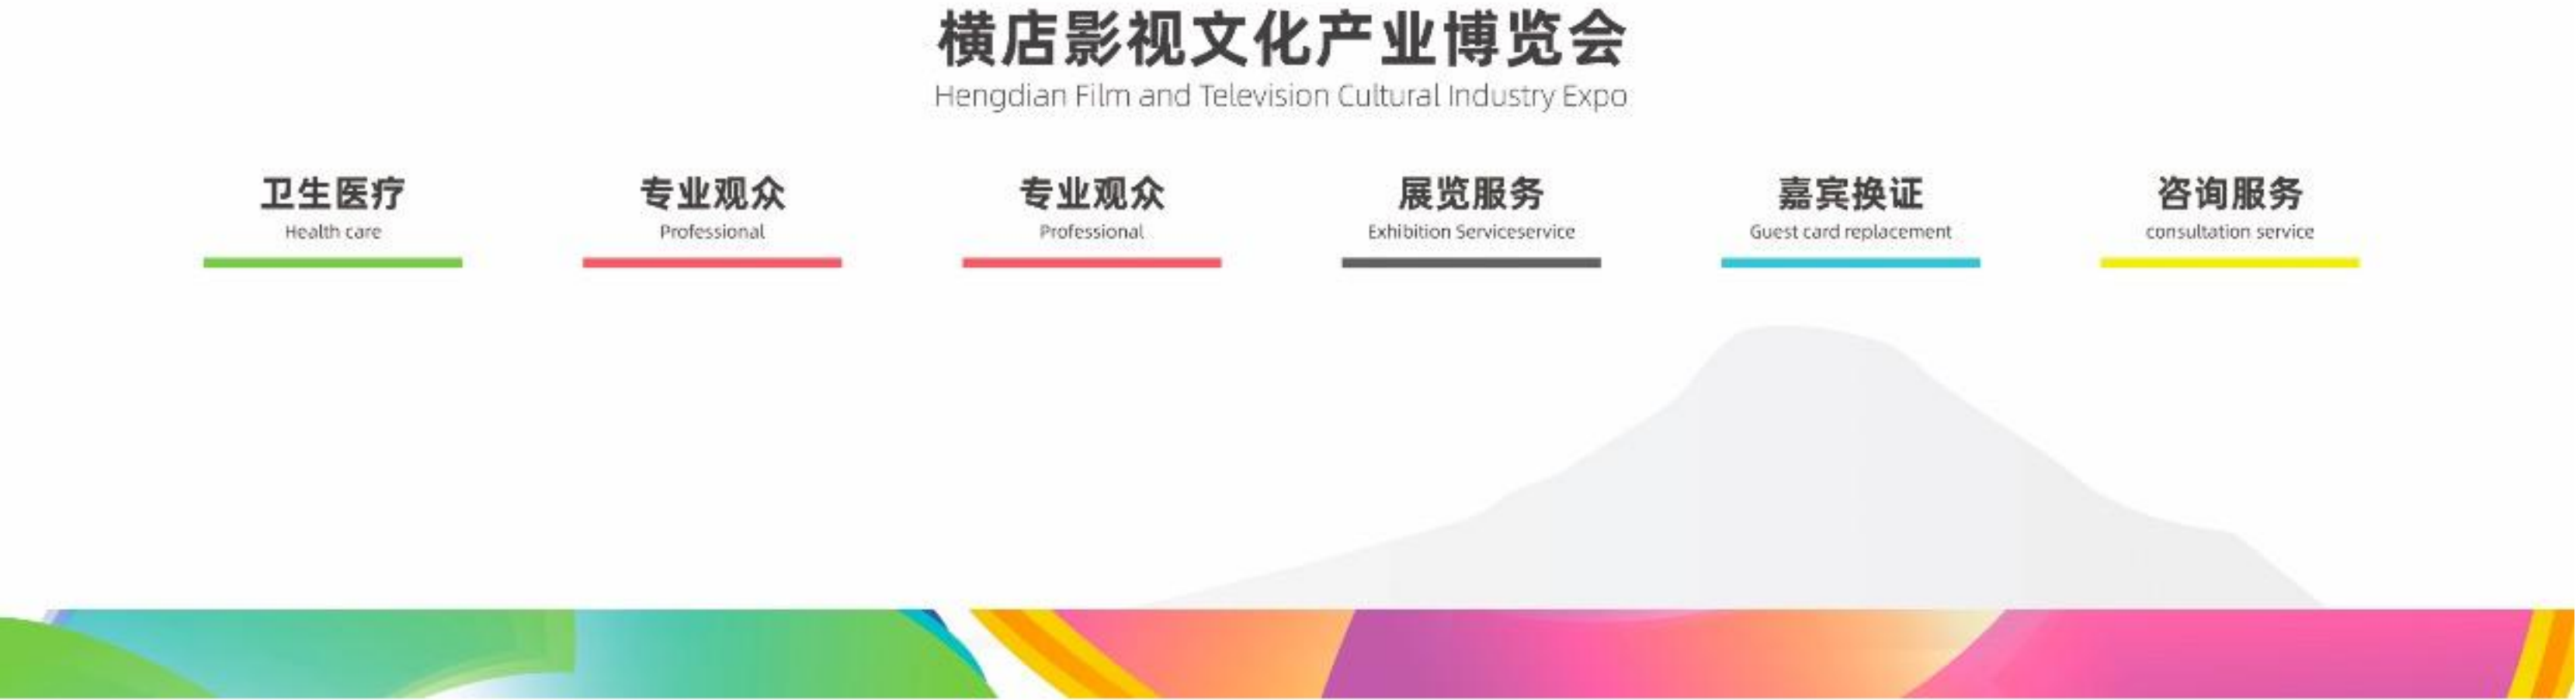 横店影视文化产业博览会
Hengdian Film and Television Cultural Industry Expo
卫生医疗
Health care
专业观众
Professional
专业观众
Professional
展览服务
Exhibition Serviceservice
嘉宾换证
Guest card replacement
咨询服务
consultation service